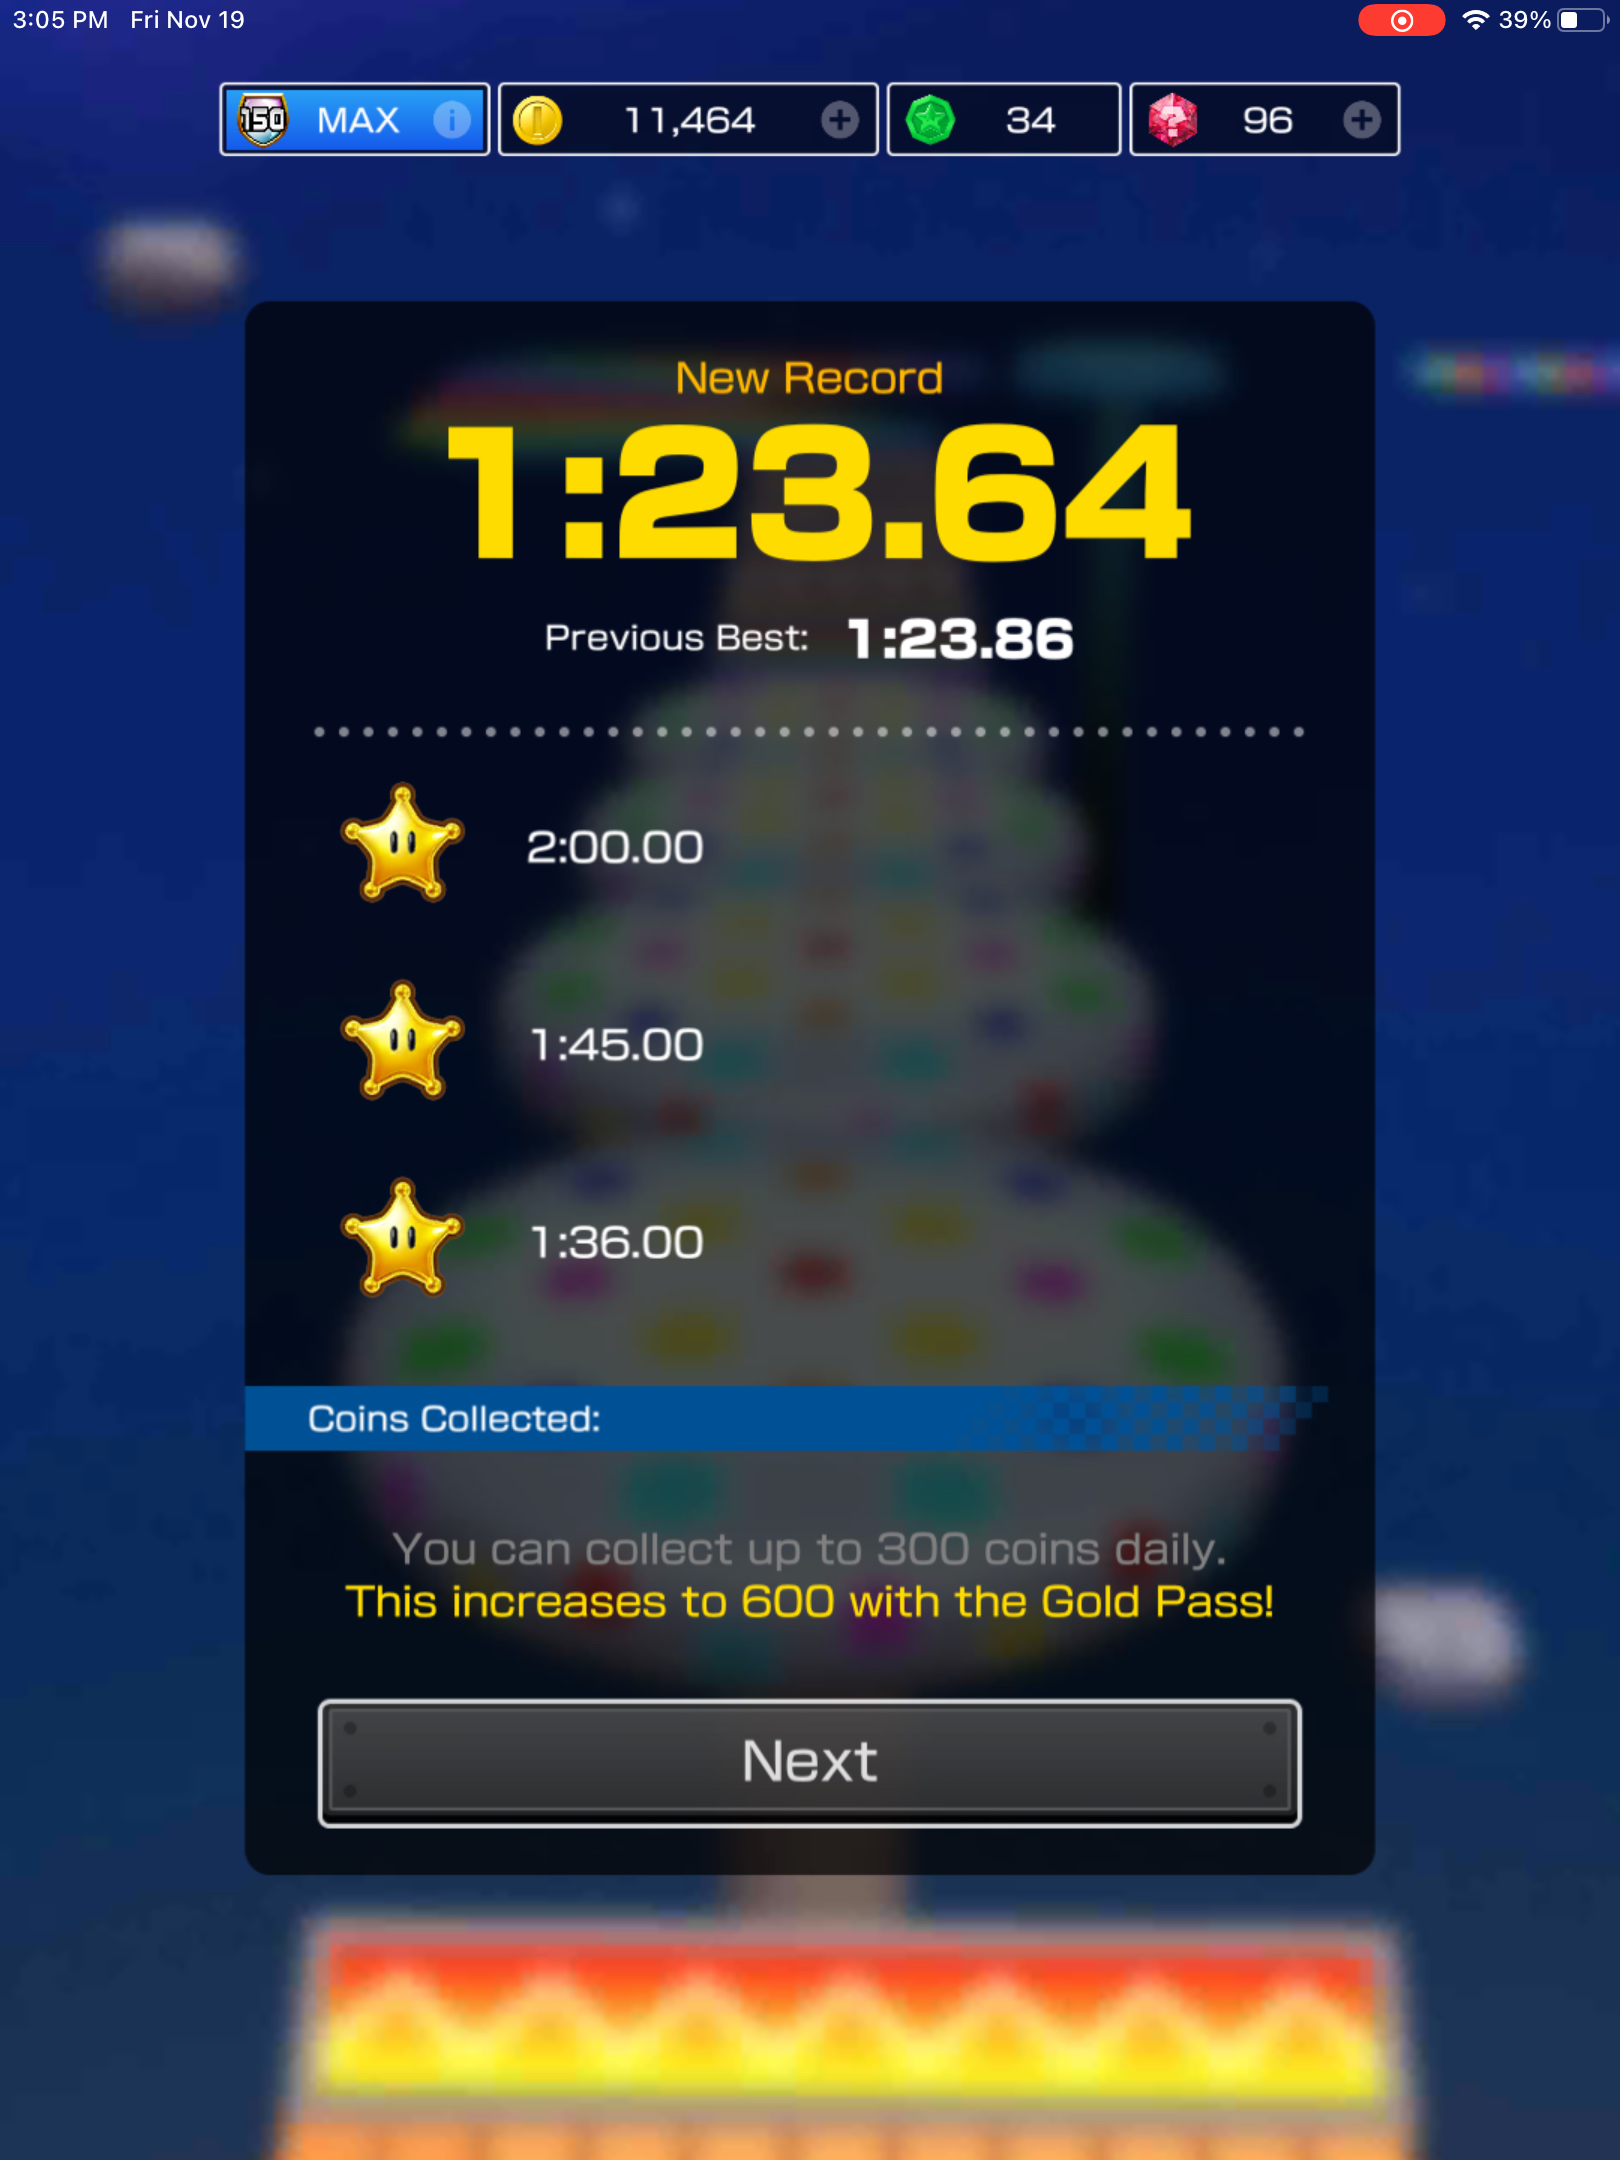 3:05 PM Fri Nov 19 39%
150 MAX i 11,464 + 34 ? 96 +
New Record
1:23.64
Previous Best: 1:23.86
2:00.00
1:45.00
1:36.00
Coins Collected:
You can collect up to 300 coins daily.
This increases to 600 with the Gold Pass!
Next